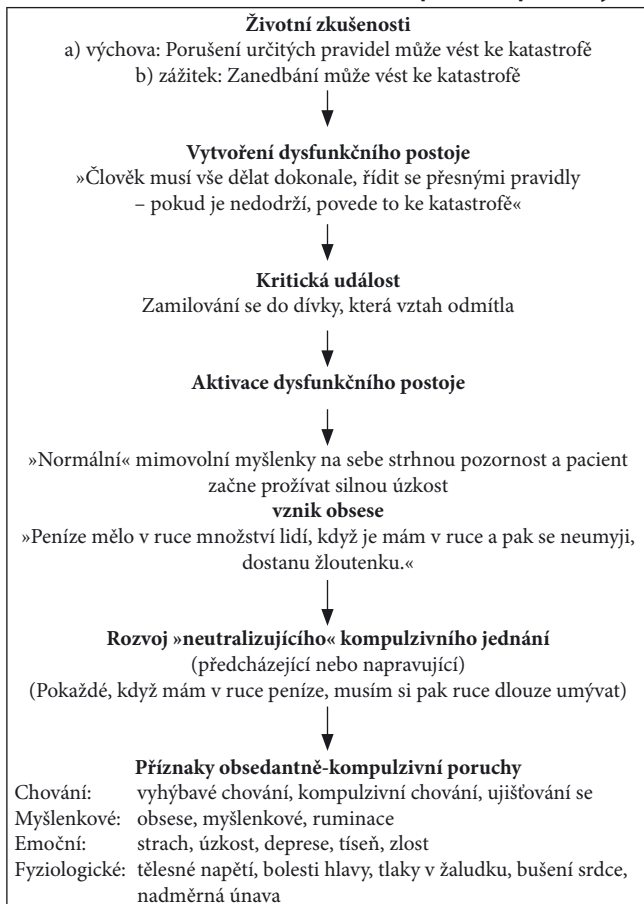 Životní zkušenosti
a) výchova: Porušení určitých pravidel může vést ke katastrofě
b) zážitek: Zanedbání může vést ke katastrofě
Vytvoření dysfunkčního postoje
»Člověk musí vše dělat dokonale, řídit se přesnými pravidly
– pokud je nedodrží, povede to ke katastrofě«
Kritická událost
Zamilování se do dívky, která vztah odmítla
Aktivace dysfunkčního postoje
»Normální« mimovolní myšlenky na sebe strhnou pozornost a pacient
začne prožívat silnou úzkost
vznik obsese
»Peníze mělo v ruce množství lidí, když je mám v ruce a pak se neumyji,
dostanu žloutenku.«
Rozvoj »neutralizujícího« kompulzivního jednání
(předcházející nebo napravující)
(Pokaždé, když mám v ruce peníze, musím si pak ruce dlouze umývat)
Příznaky obsedantně-kompulzivní poruchy
Chování: vyhýbavé chování, kompulzivní chování, ujišťování se
Myšlenkové: obsese, myšlenkové, ruminace
Emoční: strach, úzkost, deprese, tíseň, zlost
Fyziologické: tělesné napětí, bolesti hlavy, tlaky v žaludku, bušení srdce,
nadměrná únava